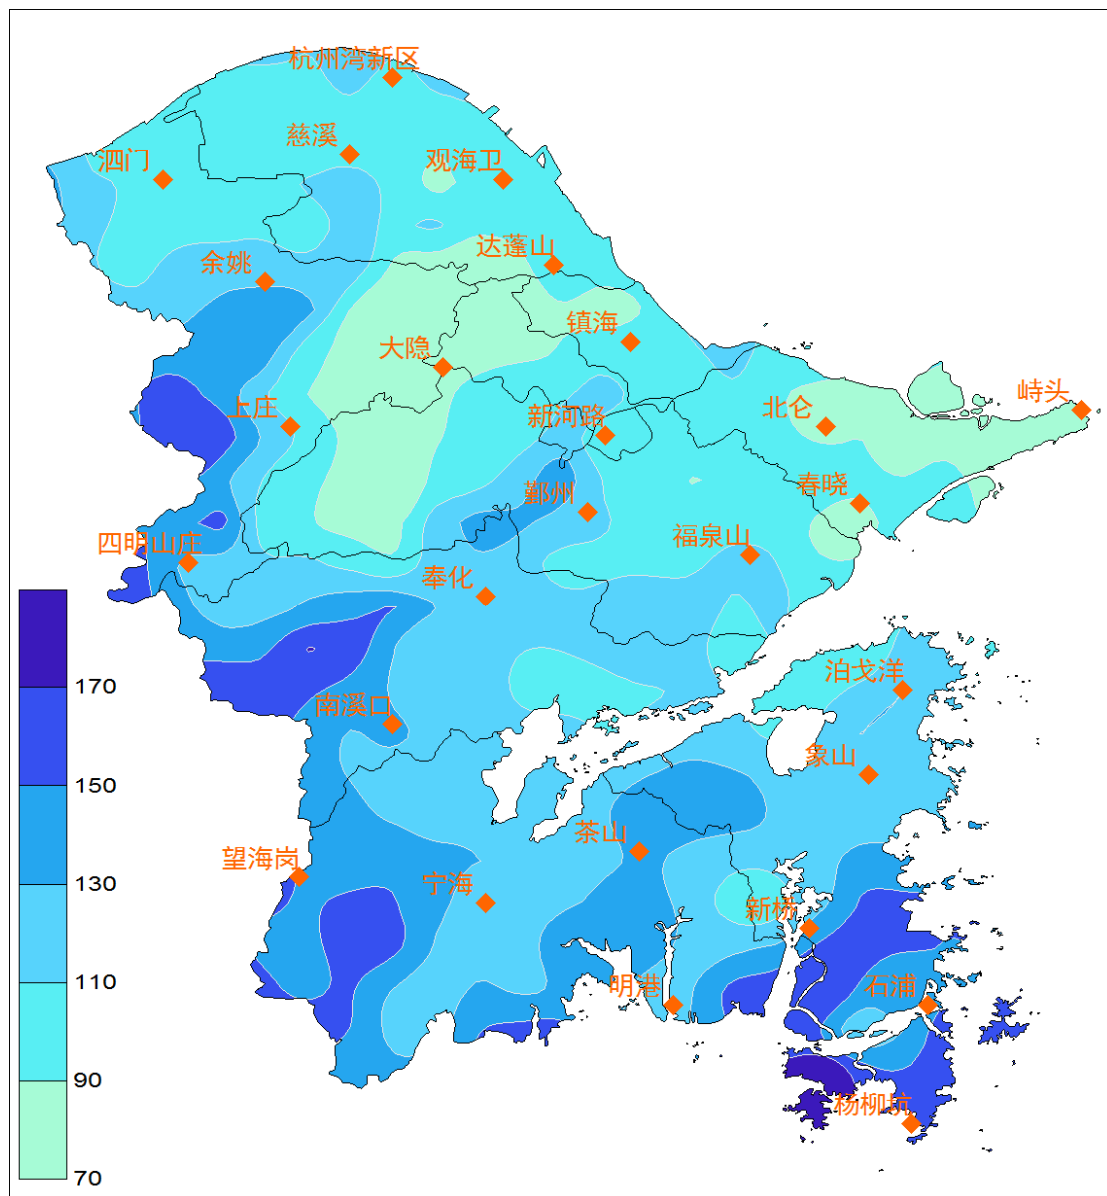 杭州湾新区
慈溪
泗门
观海卫
达蓬山
余姚
镇海
大隐
峙头
上庄
新河路
北仑
鄞州
春晓
四明山庄
福泉山
奉化
泊戈洋
170
南溪口
象山
150
茶山
望海岗
宁海
130
新桥
110
明港
石浦
90
杨柳坑
70